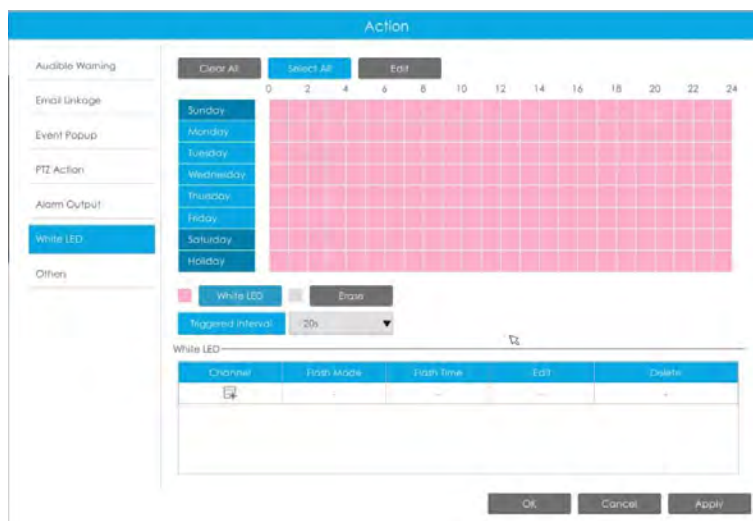 Action
Audible Warning
Email Linkage
Event Popup
PTZ Action
Alarm Output
White LED
Others
Clear All Select All Edit
0 2 4 6 8 10 12 14 16 18 20 22 24
Sunday
Monday
Tuesday
Wednesday
Thursday
Friday
Saturday
Holiday
White LED Erase
Triggered Interval 20s
White LED
Channel Flash Mode Flash Time Edit Delete
- -- -- -
OK Cancel Apply